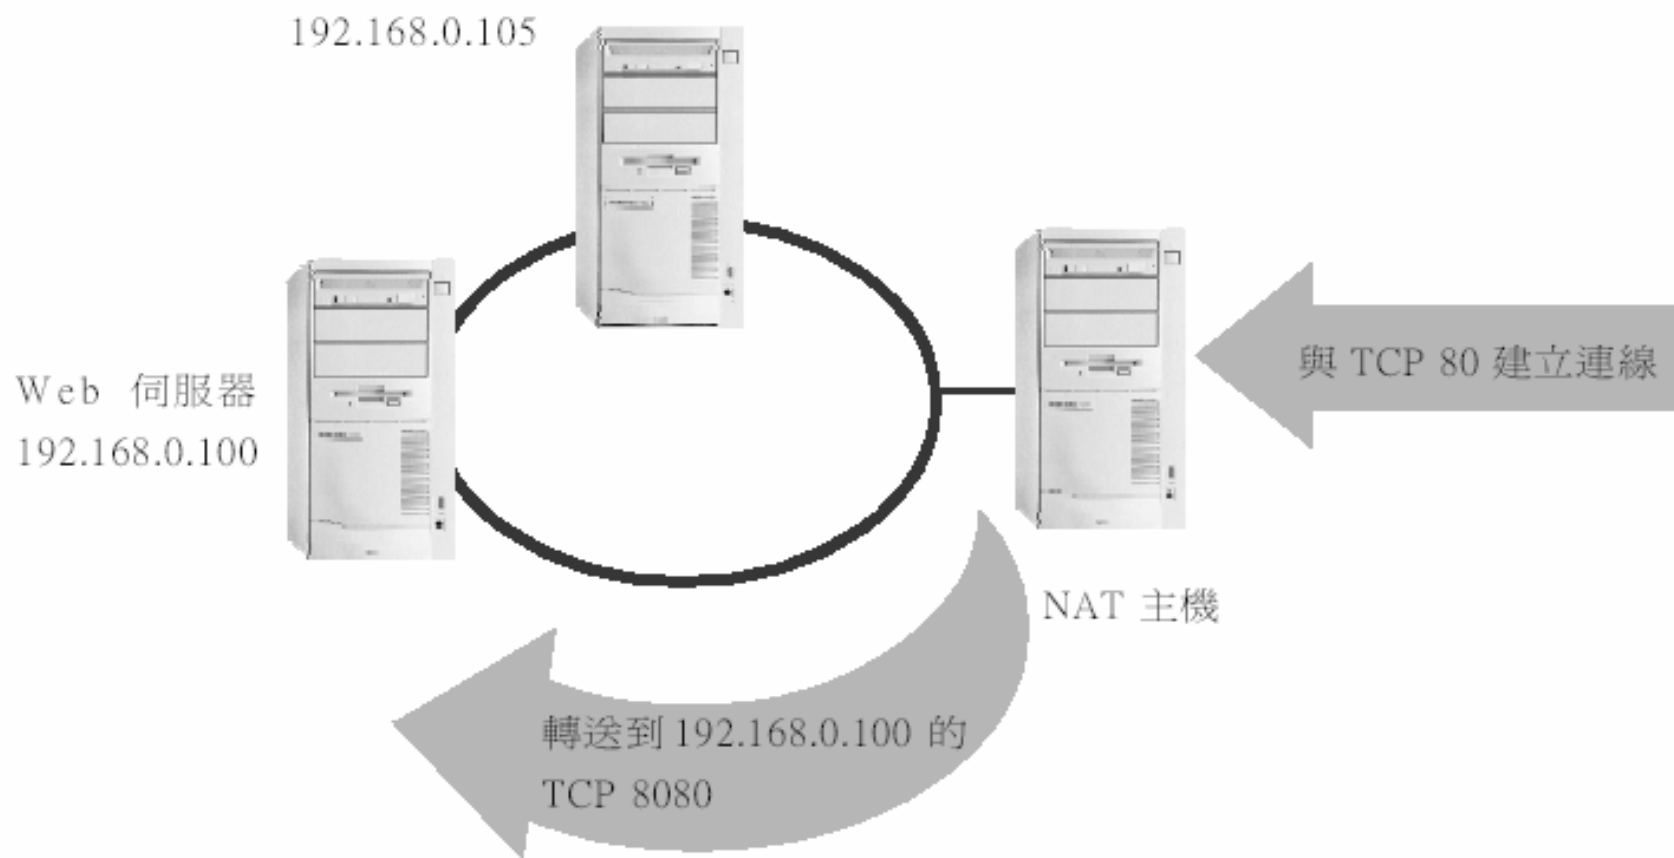 192.168.0.105
Web 伺服器
192.168.0.100
與 TCP 80 建立連線
NAT 主機
轉送到 192.168.0.100 的
TCP 8080